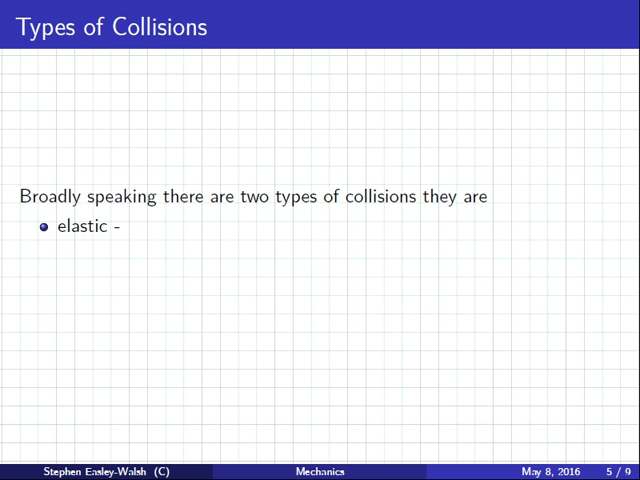 Types of Collisions
Broadly speaking there are two types of collisions they are
elastic -
Stephen Easley-Walsh (C) Mechanics May 8, 2016 5 / 9